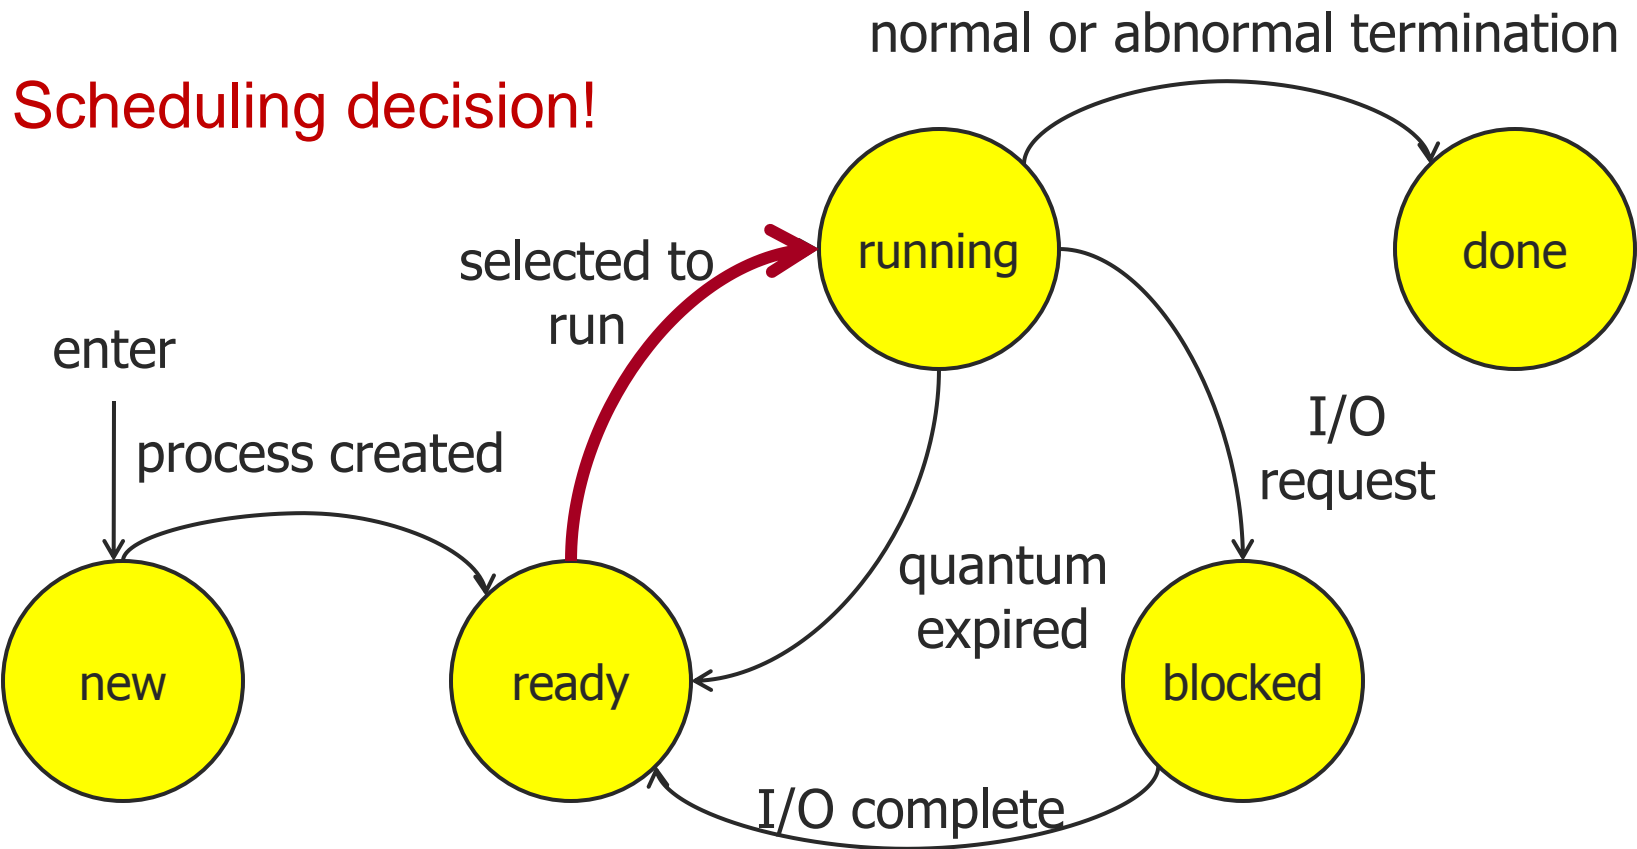 normal or abnormal termination
Scheduling decision!
running
done
selected to
run
enter
I/O
request
process created
quantum
expired
new
ready
blocked
I/O complete